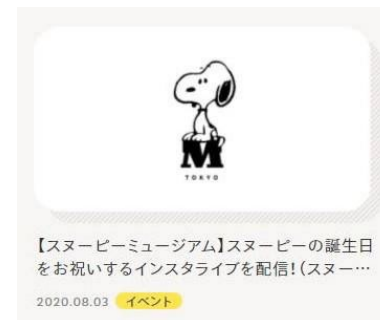 M
TOKYO
【スヌーピーミュージアム】スヌーピーの誕生日
をお祝いするインスタライブを配信！（スヌー…
2020.08.03 イベント